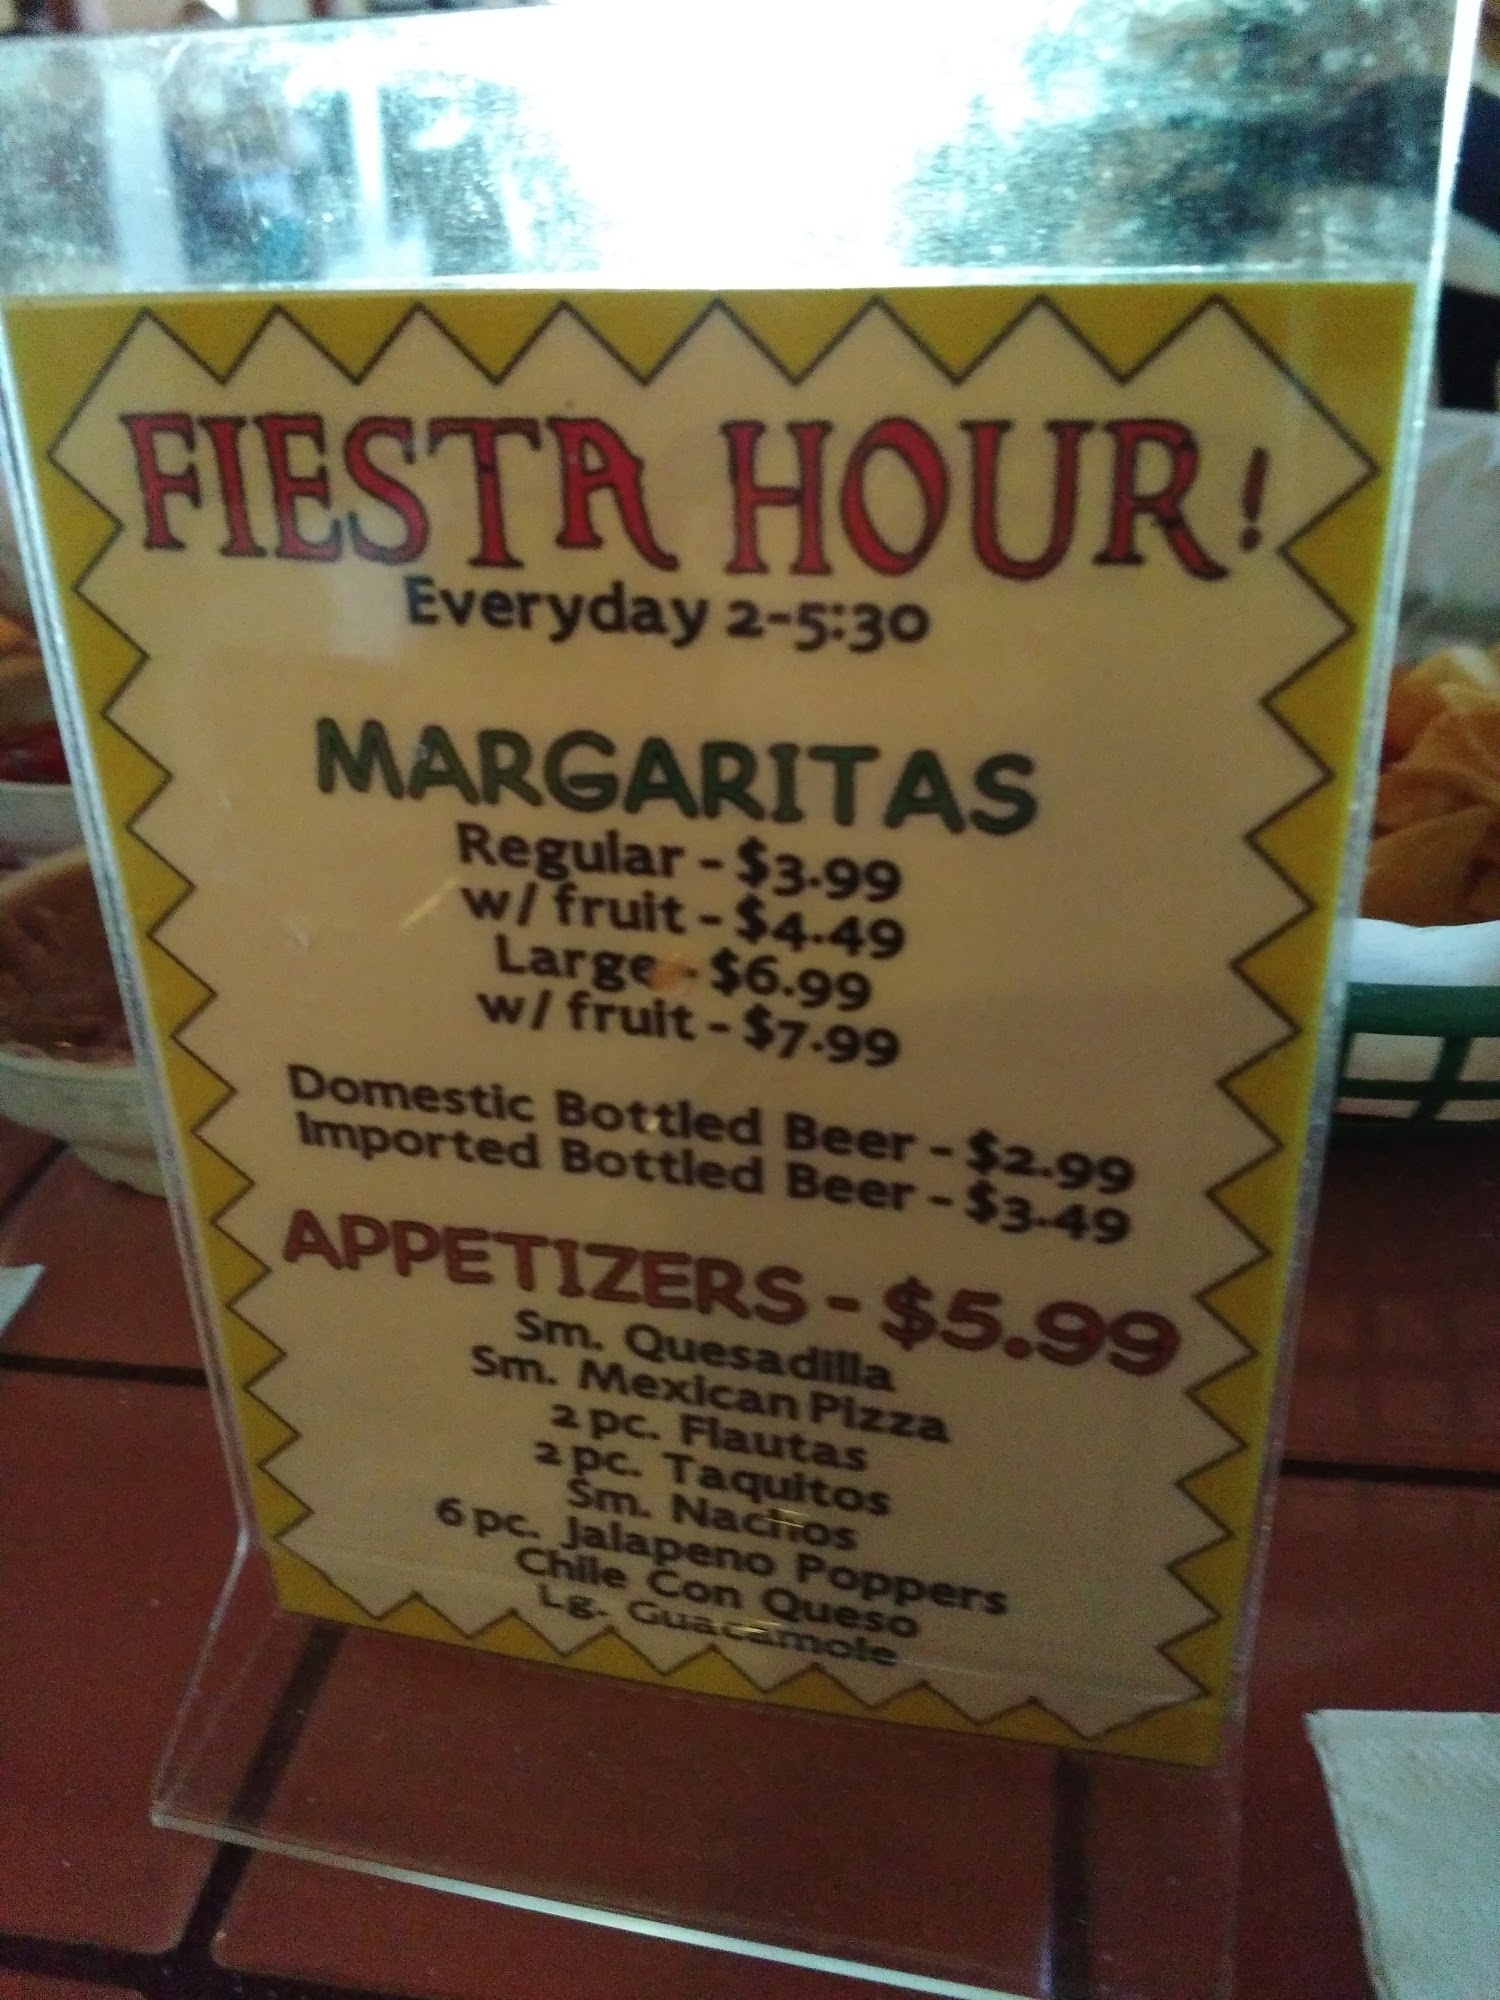 FIESTA HOUR!
Everyday 2-5:30
MARGARITAS
Regular - $3.99
w/ fruit - $4.49
Large - $6.99
w/ fruit - $7.99
Domestic Bottled Beer - $2.99
Imported Bottled Beer - $3.49
APPETIZERS - $5.99
Sm. Quesadilla
Sm. Mexican PIzza
2 pc. Flautas
2 pc. Taquitos
Sm. Nachos
6 pc. Jalapeno Poppers
Chile Con Queso
Lg. Guacamole